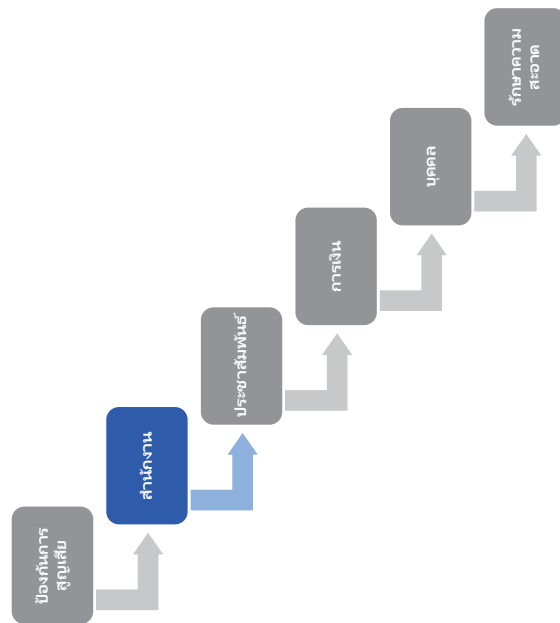 ป้องกันการ
สูญเสีย
สำนักงาน
ประชาสัมพันธ์
การเงิน
บุคคล
รักษาความ
สะอาด